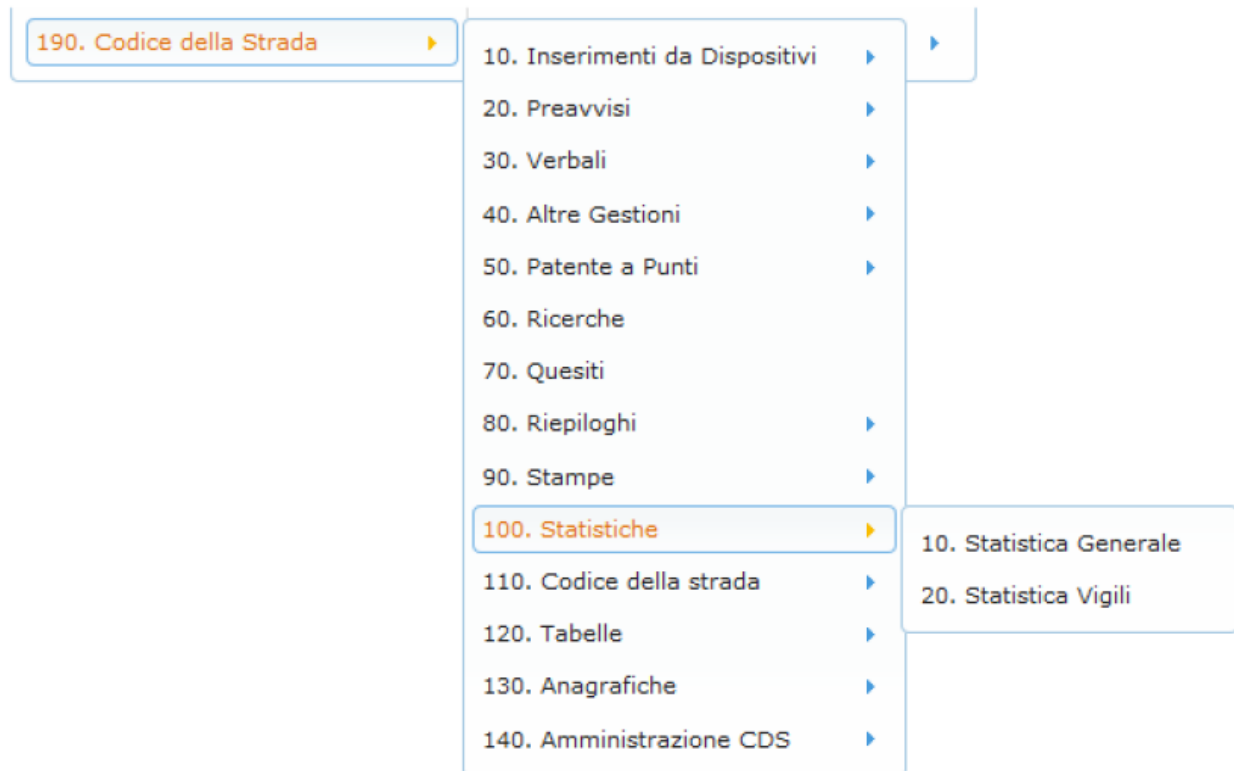 190. Codice della Strada
10. Inserimenti da Dispositivi
20. Preavvisi
30. Verbali
40. Altre Gestioni
50. Patente a Punti
60. Ricerche
70. Quesiti
80. Riepiloghi
90. Stampe
100. Statistiche
10. Statistica Generale
20. Statistica Vigili
110. Codice della strada
120. Tabelle
130. Anagrafiche
140. Amministrazione CDS